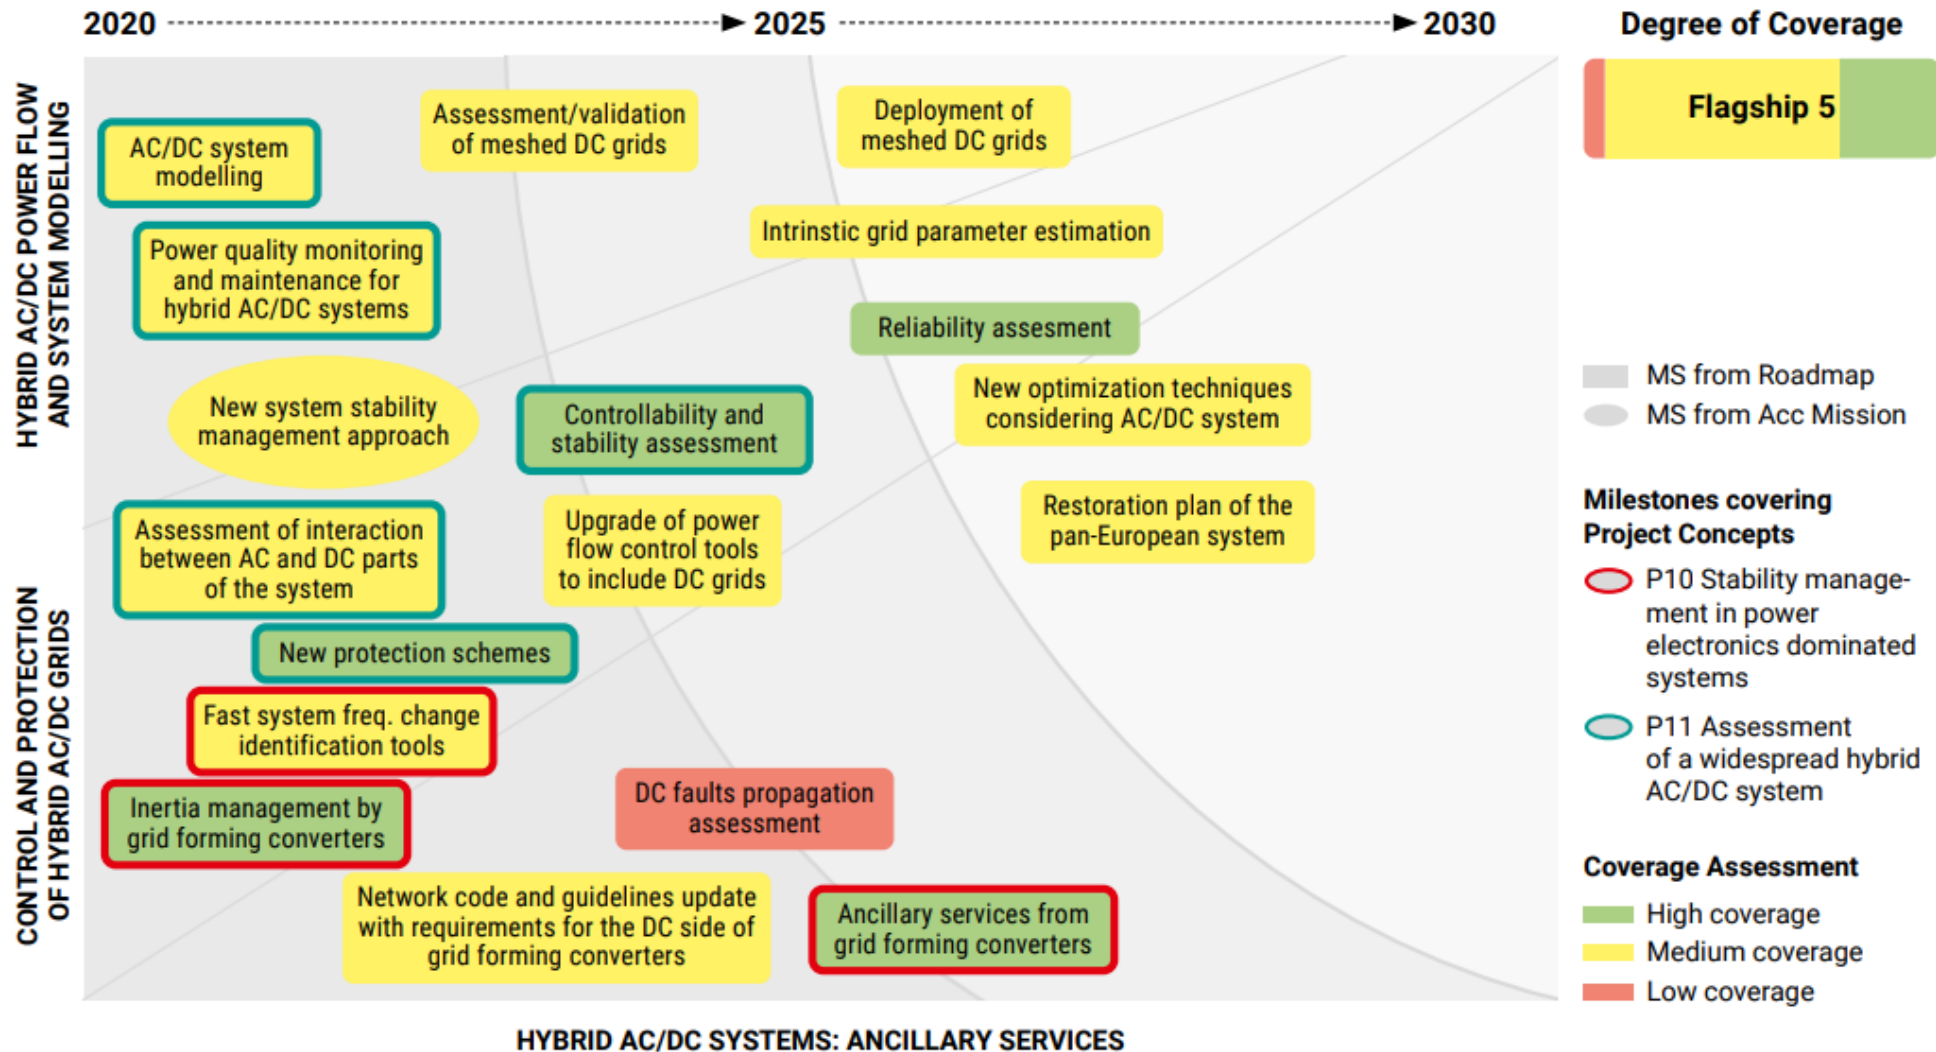 2020
2025
2030
Degree of Coverage
Flagship 5
HYBRID AC/DC POWER FLOW
AND SYSTEM MODELLING
AC/DC system
modelling
Assessment/validation
of meshed DC grids
Deployment of
meshed DC grids
Power quality monitoring
and maintenance for
hybrid AC/DC systems
Intrinstic grid parameter estimation
Reliability assesment
New system stability
management approach
Controllability and
stability assessment
New optimization techniques
considering AC/DC system
CONTROL AND PROTECTION
OF HYBRID AC/DC GRIDS
Assessment of interaction
between AC and DC parts
of the system
Upgrade of power
flow control tools
to include DC grids
Restoration plan of the
pan-European system
New protection schemes
Fast system freq. change
identification tools
Inertia management by
grid forming converters
DC faults propagation
assessment
Network code and guidelines update
with requirements for the DC side of
grid forming converters
Ancillary services from
grid forming converters
HYBRID AC/DC SYSTEMS: ANCILLARY SERVICES
MS from Roadmap
MS from Acc Mission
Milestones covering
Project Concepts
P10 Stability manage-
ment in power
electronics dominated
systems
P11 Assessment
of a widespread hybrid
AC/DC system
Coverage Assessment
High coverage
Medium coverage
Low coverage